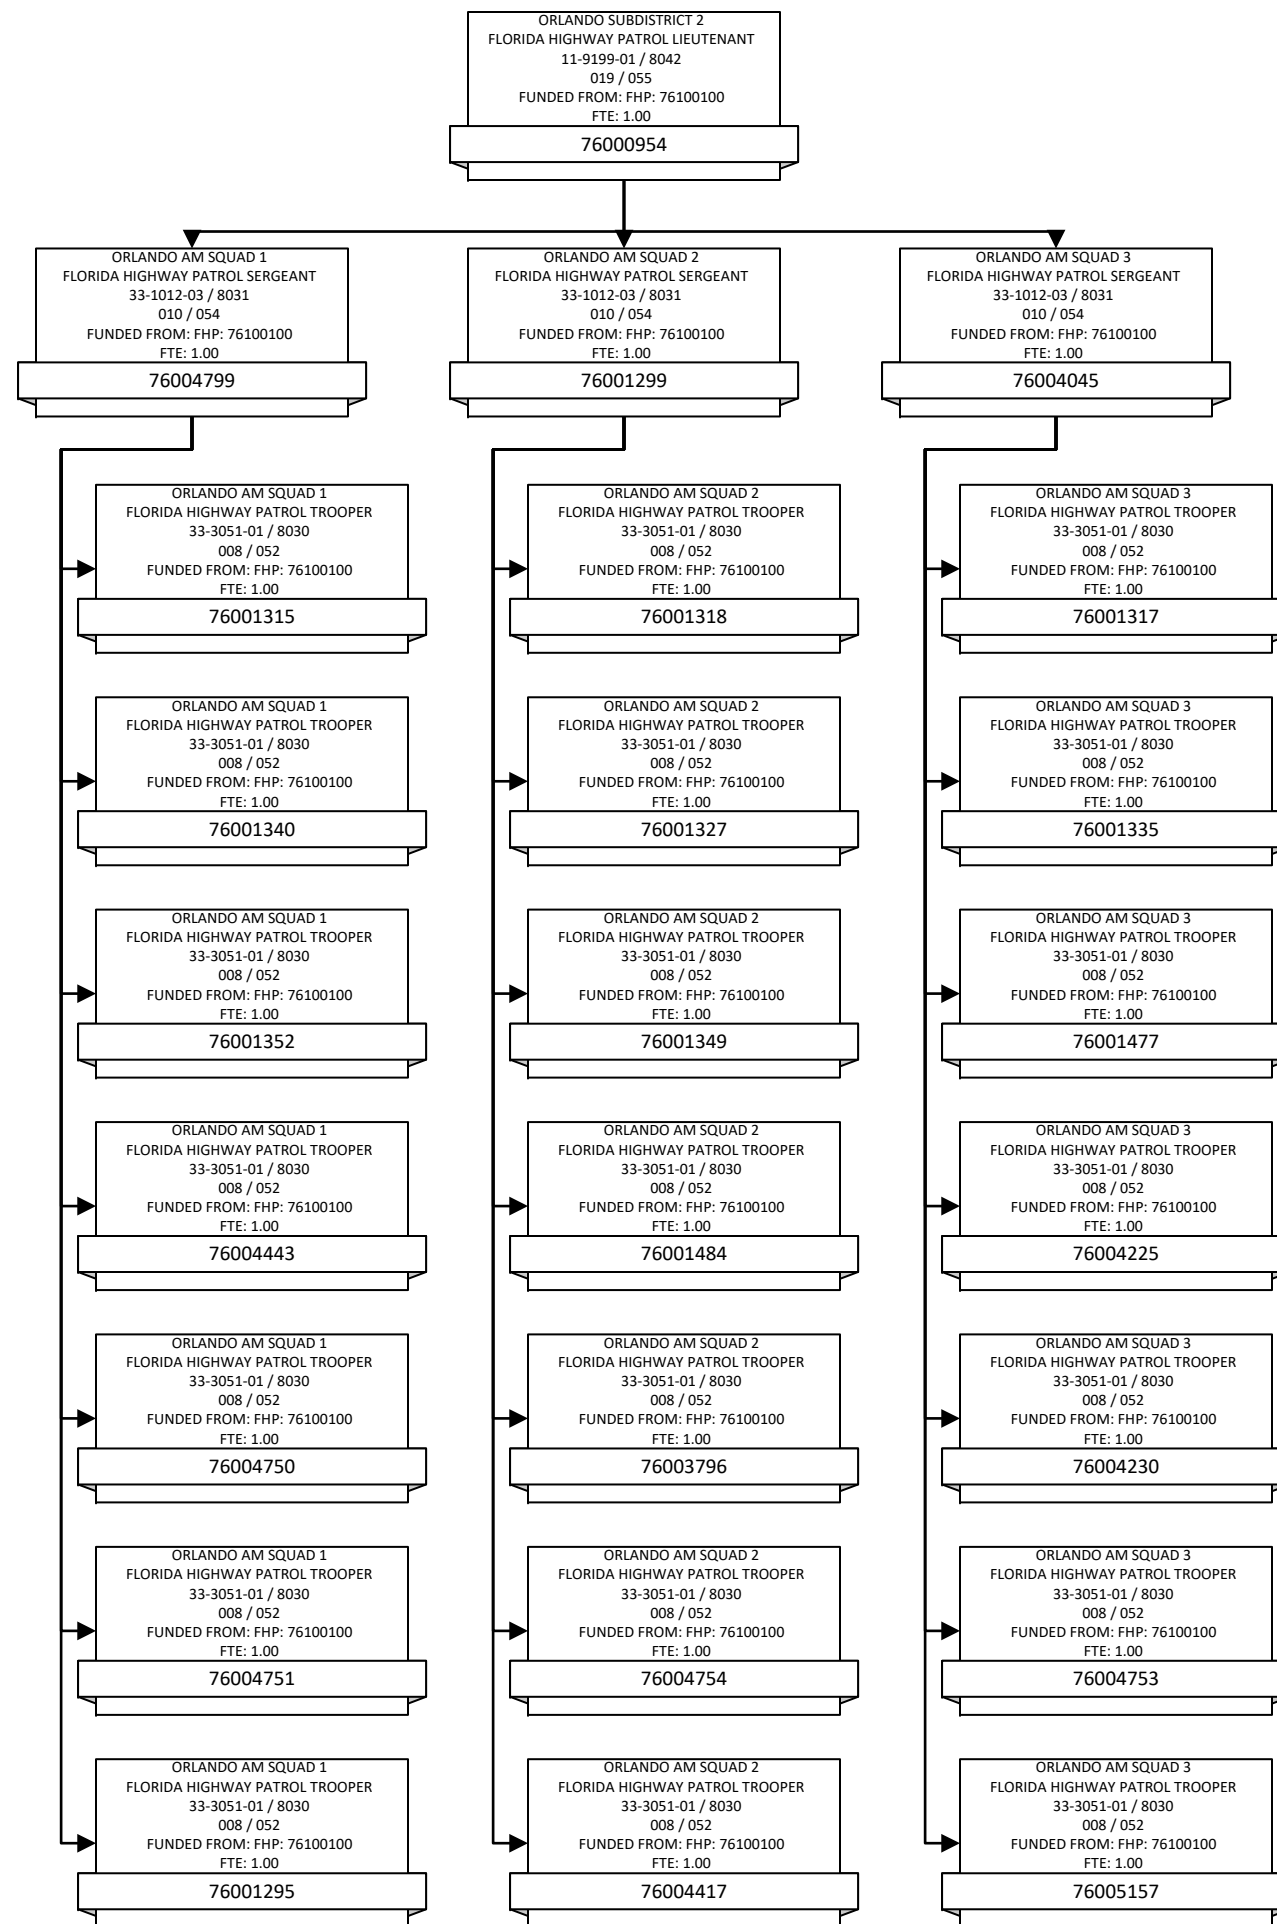 ORLANDO SUBDISTRICT 2
FLORIDA HIGHWAY PATROL LIEUTENANT
11-9199-01 / 8042
019 / 055
FUNDED FROM: FHP: 76100100
FTE: 1.00
76000954
ORLANDO AM SQUAD 1
FLORIDA HIGHWAY PATROL SERGEANT
33-1012-03 / 8031
010 / 054
FUNDED FROM: FHP: 76100100
FTE: 1.00
76004799
ORLANDO AM SQUAD 2
FLORIDA HIGHWAY PATROL SERGEANT
33-1012-03 / 8031
010 / 054
FUNDED FROM: FHP: 76100100
FTE: 1.00
76001299
ORLANDO AM SQUAD 3
FLORIDA HIGHWAY PATROL SERGEANT
33-1012-03 / 8031
010 / 054
FUNDED FROM: FHP: 76100100
FTE: 1.00
76004045
ORLANDO AM SQUAD 1
FLORIDA HIGHWAY PATROL TROOPER
33-3051-01 / 8030
008 / 052
FUNDED FROM: FHP: 76100100
FTE: 1.00
76001315
ORLANDO AM SQUAD 2
FLORIDA HIGHWAY PATROL TROOPER
33-3051-01 / 8030
008 / 052
FUNDED FROM: FHP: 76100100
FTE: 1.00
76001318
ORLANDO AM SQUAD 3
FLORIDA HIGHWAY PATROL TROOPER
33-3051-01 / 8030
008 / 052
FUNDED FROM: FHP: 76100100
FTE: 1.00
76001317
ORLANDO AM SQUAD 1
FLORIDA HIGHWAY PATROL TROOPER
33-3051-01 / 8030
008 / 052
FUNDED FROM: FHP: 76100100
FTE: 1.00
76001340
ORLANDO AM SQUAD 2
FLORIDA HIGHWAY PATROL TROOPER
33-3051-01 / 8030
008 / 052
FUNDED FROM: FHP: 76100100
FTE: 1.00
76001327
ORLANDO AM SQUAD 3
FLORIDA HIGHWAY PATROL TROOPER
33-3051-01 / 8030
008 / 052
FUNDED FROM: FHP: 76100100
FTE: 1.00
76001335
ORLANDO AM SQUAD 1
FLORIDA HIGHWAY PATROL TROOPER
33-3051-01 / 8030
008 / 052
FUNDED FROM: FHP: 76100100
FTE: 1.00
76001352
ORLANDO AM SQUAD 2
FLORIDA HIGHWAY PATROL TROOPER
33-3051-01 / 8030
008 / 052
FUNDED FROM: FHP: 76100100
FTE: 1.00
76001349
ORLANDO AM SQUAD 3
FLORIDA HIGHWAY PATROL TROOPER
33-3051-01 / 8030
008 / 052
FUNDED FROM: FHP: 76100100
FTE: 1.00
76001477
ORLANDO AM SQUAD 1
FLORIDA HIGHWAY PATROL TROOPER
33-3051-01 / 8030
008 / 052
FUNDED FROM: FHP: 76100100
FTE: 1.00
76004443
ORLANDO AM SQUAD 2
FLORIDA HIGHWAY PATROL TROOPER
33-3051-01 / 8030
008 / 052
FUNDED FROM: FHP: 76100100
FTE: 1.00
76001484
ORLANDO AM SQUAD 3
FLORIDA HIGHWAY PATROL TROOPER
33-3051-01 / 8030
008 / 052
FUNDED FROM: FHP: 76100100
FTE: 1.00
76004225
ORLANDO AM SQUAD 1
FLORIDA HIGHWAY PATROL TROOPER
33-3051-01 / 8030
008 / 052
FUNDED FROM: FHP: 76100100
FTE: 1.00
76004750
ORLANDO AM SQUAD 2
FLORIDA HIGHWAY PATROL TROOPER
33-3051-01 / 8030
008 / 052
FUNDED FROM: FHP: 76100100
FTE: 1.00
76003796
ORLANDO AM SQUAD 3
FLORIDA HIGHWAY PATROL TROOPER
33-3051-01 / 8030
008 / 052
FUNDED FROM: FHP: 76100100
FTE: 1.00
76004230
ORLANDO AM SQUAD 1
FLORIDA HIGHWAY PATROL TROOPER
33-3051-01 / 8030
008 / 052
FUNDED FROM: FHP: 76100100
FTE: 1.00
76004751
ORLANDO AM SQUAD 2
FLORIDA HIGHWAY PATROL TROOPER
33-3051-01 / 8030
008 / 052
FUNDED FROM: FHP: 76100100
FTE: 1.00
76004754
ORLANDO AM SQUAD 3
FLORIDA HIGHWAY PATROL TROOPER
33-3051-01 / 8030
008 / 052
FUNDED FROM: FHP: 76100100
FTE: 1.00
76004753
ORLANDO AM SQUAD 1
FLORIDA HIGHWAY PATROL TROOPER
33-3051-01 / 8030
008 / 052
FUNDED FROM: FHP: 76100100
FTE: 1.00
76001295
ORLANDO AM SQUAD 2
FLORIDA HIGHWAY PATROL TROOPER
33-3051-01 / 8030
008 / 052
FUNDED FROM: FHP: 76100100
FTE: 1.00
76004417
ORLANDO AM SQUAD 3
FLORIDA HIGHWAY PATROL TROOPER
33-3051-01 / 8030
008 / 052
FUNDED FROM: FHP: 76100100
FTE: 1.00
76005157